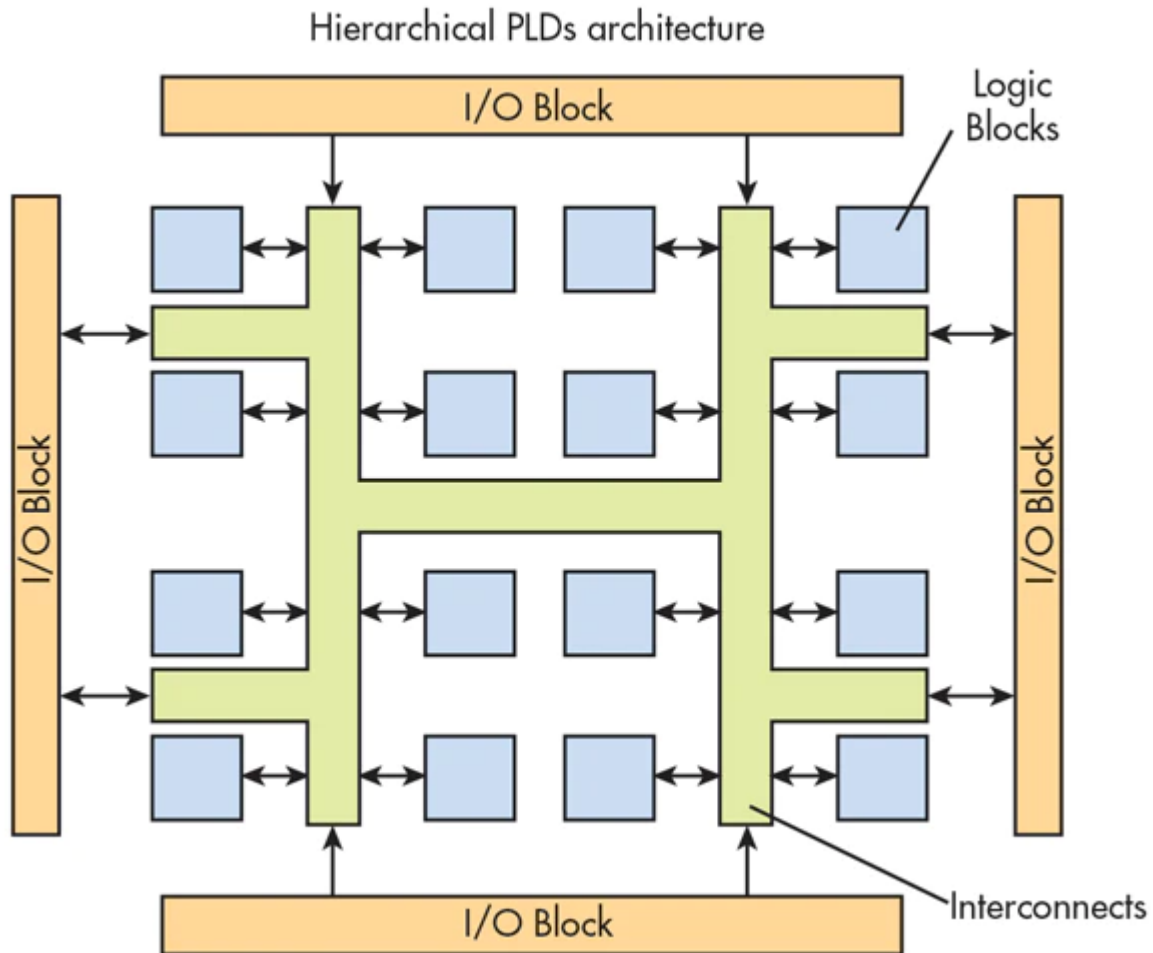 Hierarchical PLDs architecture
I/O Block
Logic
Blocks
I/O Block
I/O Block
Interconnects
I/O Block